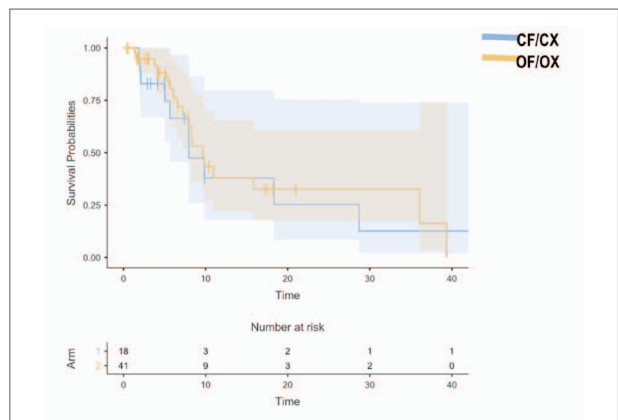 CF/CX
OF/OX
1.00
0.75
0.50
0.25
0.00
Survival Probabilities
0 10 20 30 40
Time
Number at risk
Arm
1 18 3 2 1 1
2 41 9 3 2 0
0 10 20 30 40
Time